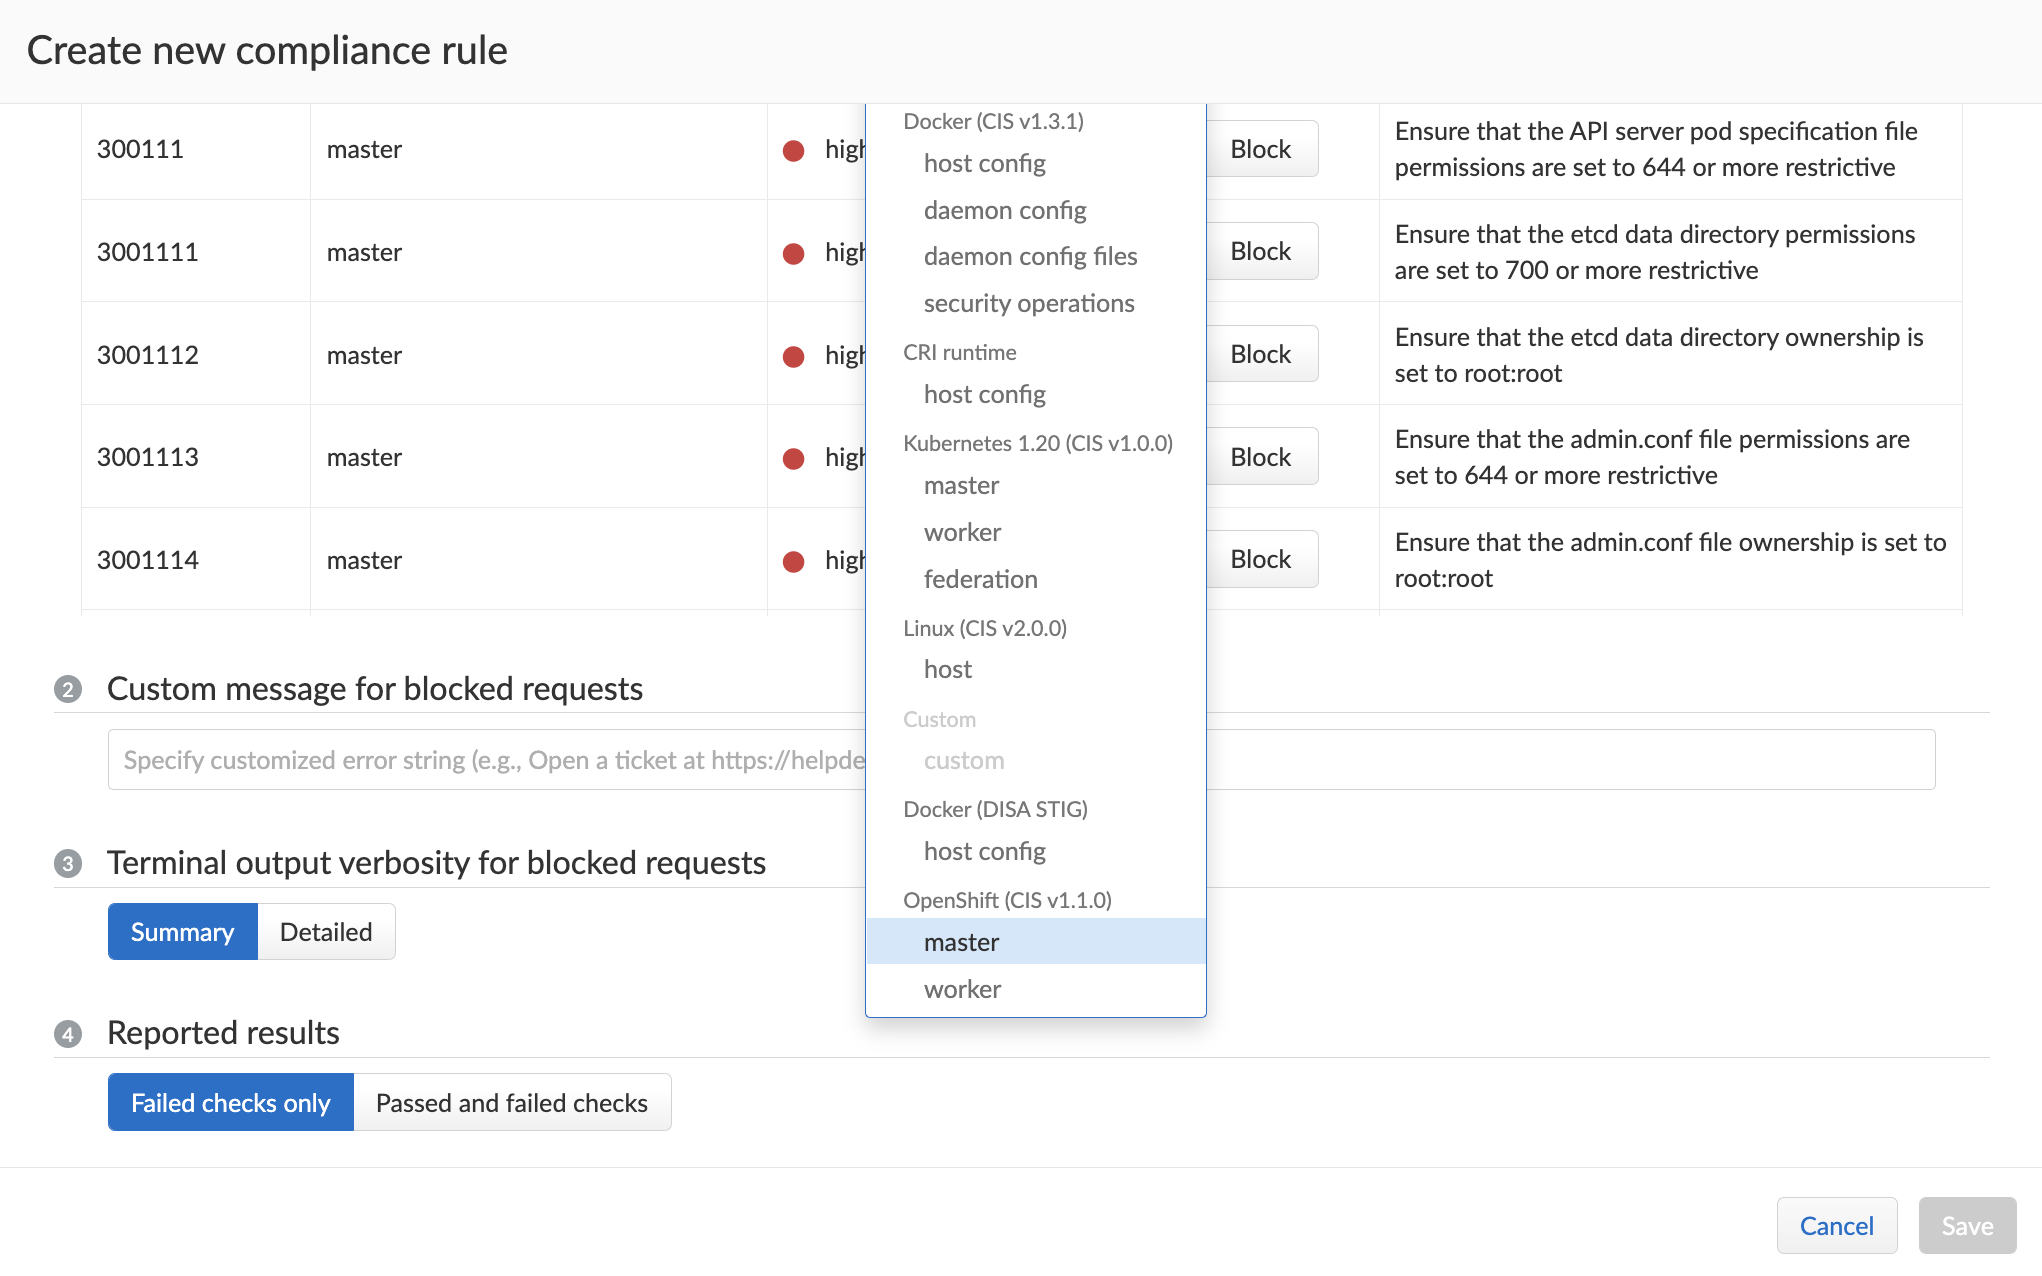 Create new compliance rule
300111
master
Block
Ensure that the API server pod specification file
permissions are set to 644 or more restrictive
3001111
master
Block
Ensure that the etcd data directory permissions
are set to 700 or more restrictive
3001112
master
Block
Ensure that the etcd data directory ownership is
set to root:root
3001113
master
Block
Ensure that the admin.conf file permissions are
set to 644 or more restrictive
3001114
master
Block
Ensure that the admin.conf file ownership is set to
root:root
Docker (CIS v1.3.1)
host config
daemon config
daemon config files
security operations
CRI runtime
host config
Kubernetes 1.20 (CIS v1.0.0)
master
worker
federation
Linux (CIS v2.0.0)
host
Custom
custom
Docker (DISA STIG)
host config
OpenShift (CIS v1.1.0)
master
worker
2 Custom message for blocked requests
Specify customized error string (e.g., Open a ticket at https://helpde
3 Terminal output verbosity for blocked requests
Summary Detailed
4 Reported results
Failed checks only Passed and failed checks
Cancel Save